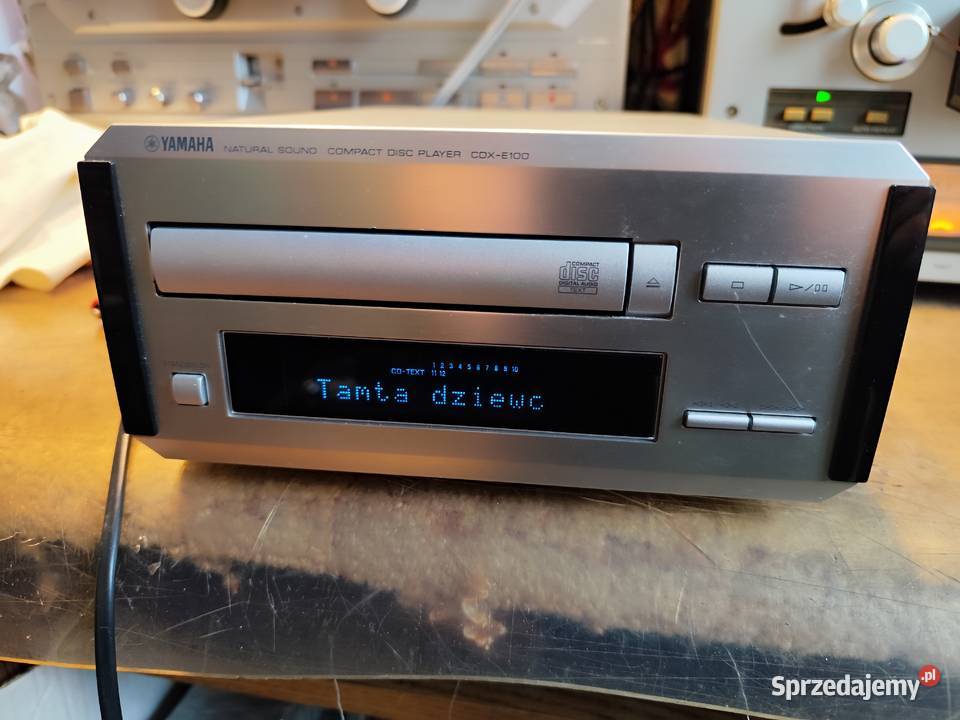 YAMAHA NATURAL SOUND COMPACT DISC PLAYER CDX-E100
COMPACT
disc
DIGITAL AUDIO
TEXT
1 2 3 4 5 6 7 8 9 10
CD-TEXT 11 12
Tamta dziewc
Sprzedajemy.pl